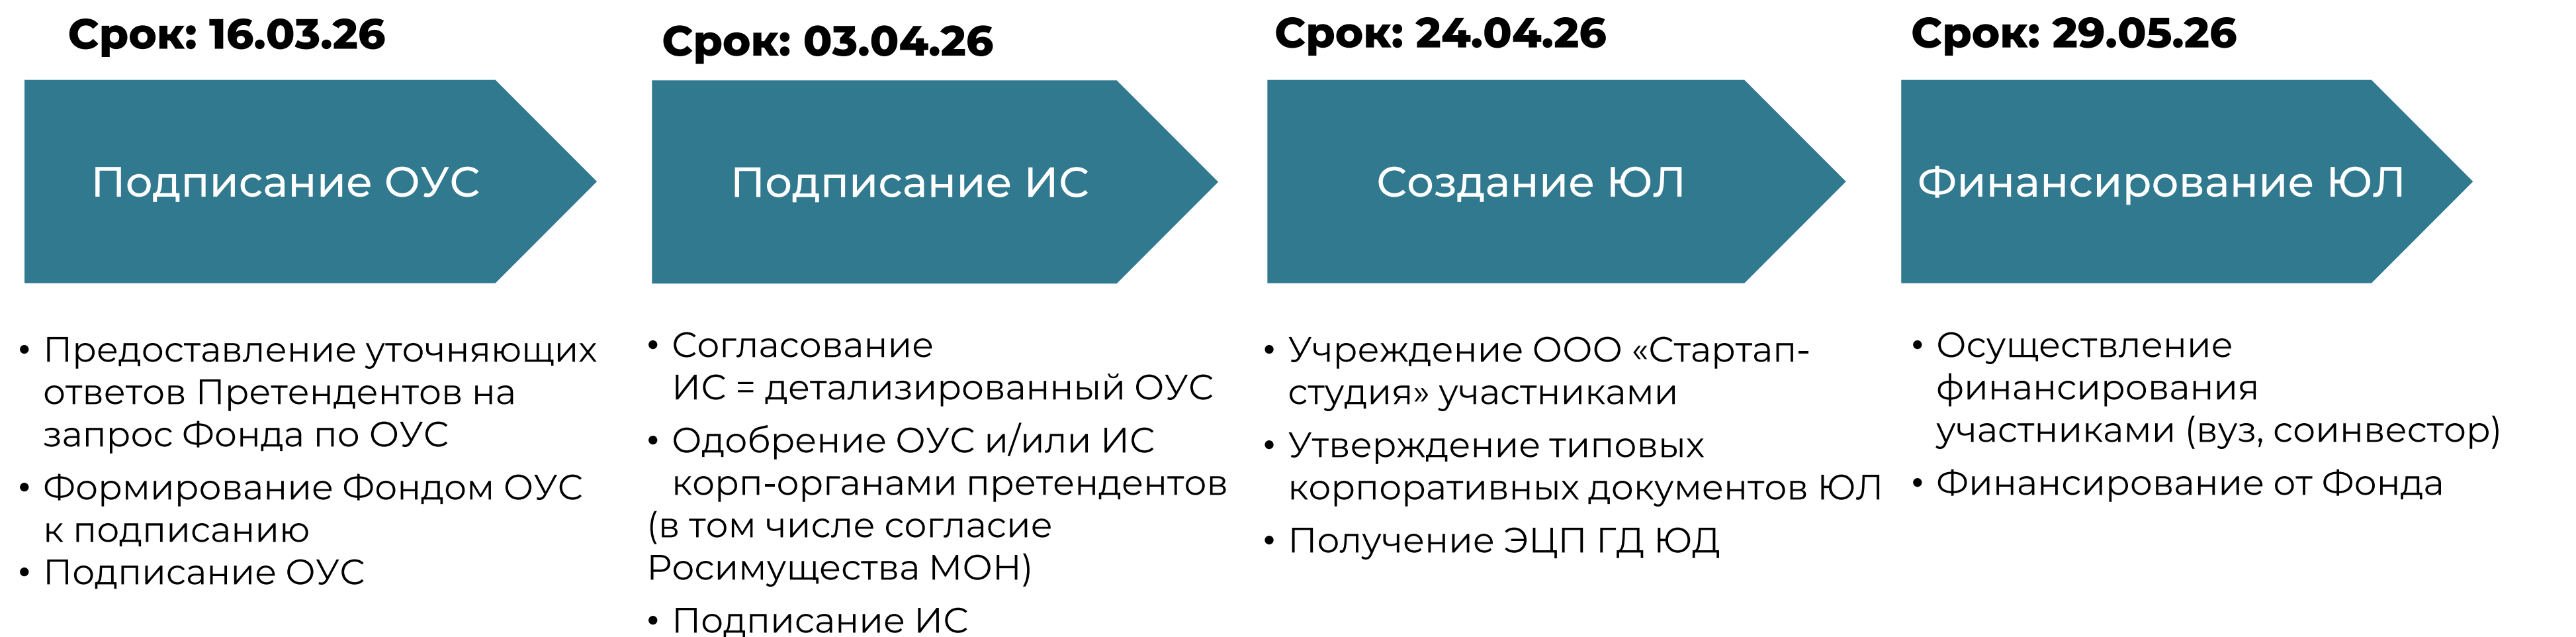 Срок: 16.03.26
Подписание ОУС
• Предоставление уточняющих
ответов Претендентов на
запрос Фонда по ОУС
• Формирование Фондом ОУС
к подписанию
• Подписание ОУС
Срок: 03.04.26
Подписание ИС
• Согласование
ИС = детализированный ОУС
• Одобрение ОУС и/или ИС
корп-органами претендентов
(в том числе согласие
Росимущества МОН)
• Подписание ИС
Срок: 24.04.26
Создание ЮЛ
• Учреждение ООО «Стартап-
студия» участниками
• Утверждение типовых
корпоративных документов ЮЛ
• Получение ЭЦП ГД ЮД
Срок: 29.05.26
Финансирование ЮЛ
• Осуществление
финансирования
участниками (вуз, соинвестор)
• Финансирование от Фонда